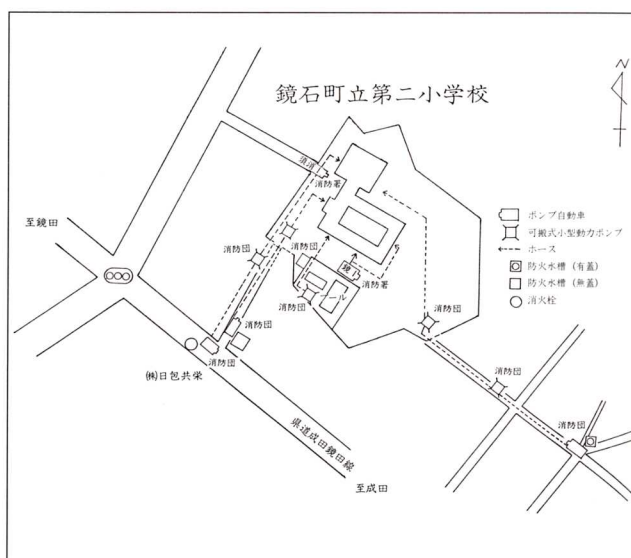 鏡石町立第二小学校
N
須消
消防署
至鏡田
消防団
消防団
鏡
プール
消防署
消防団
消防団
消防団
消防団
㈱日包共栄
県道成田鏡田線
至成田
消防団
消防団
ポンプ自動車
可搬式小型動力ポンプ
ホース
防火水槽 (有蓋)
防火水槽 (無蓋)
消火栓